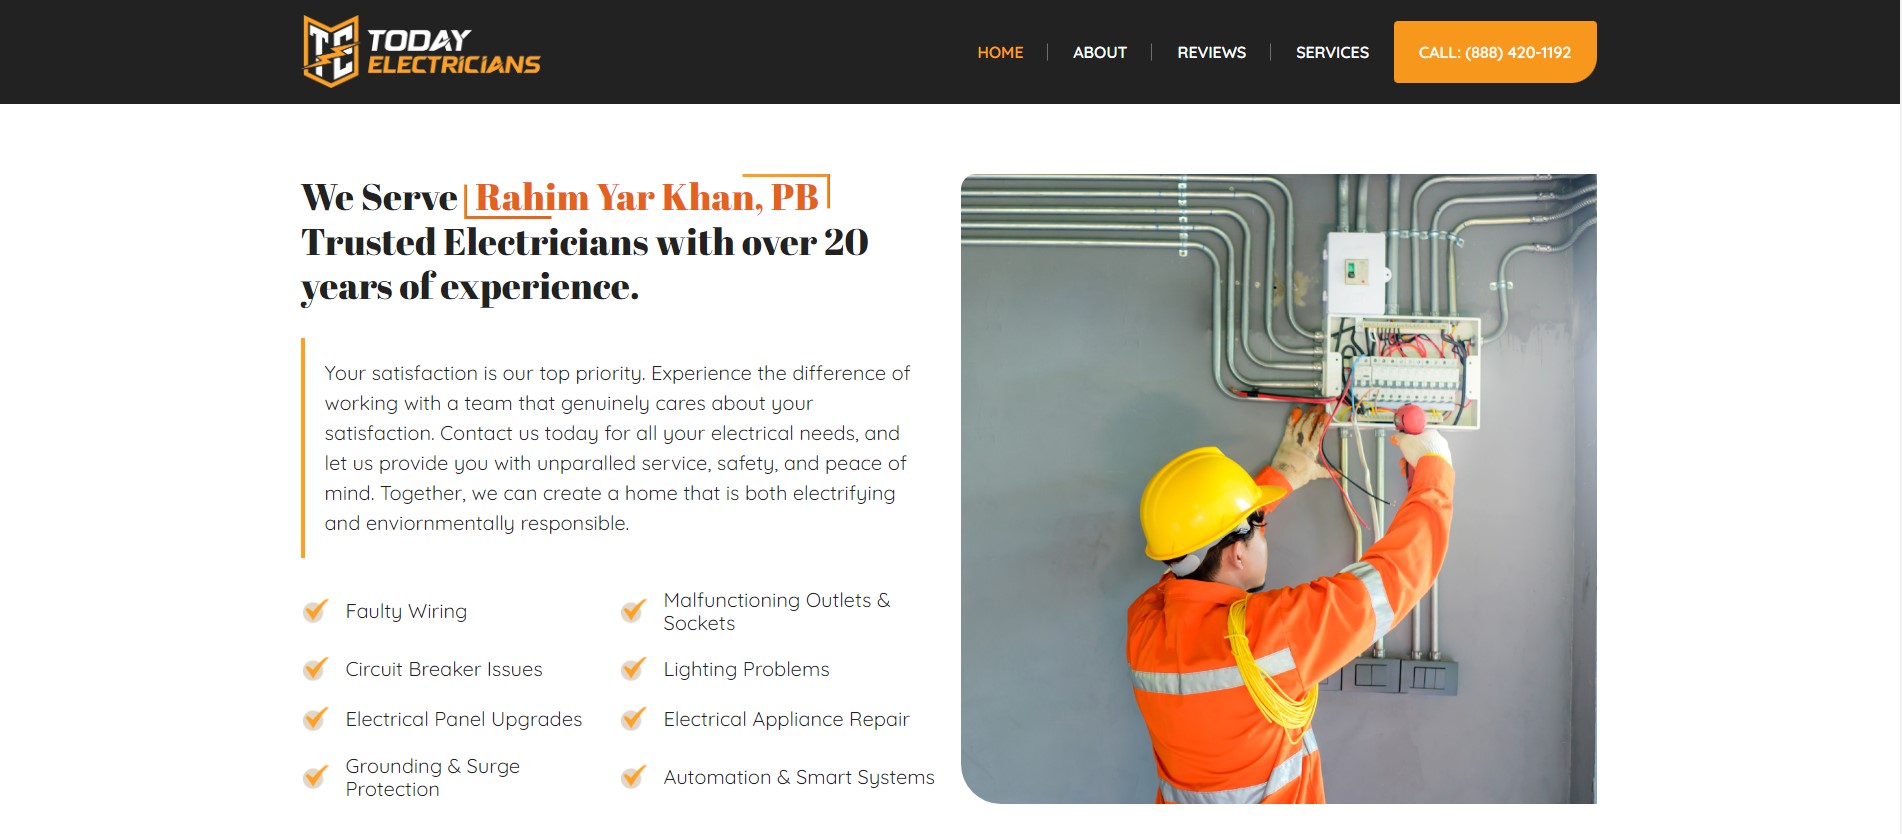 TODAY
ELECTRICIANS
HOME
ABOUT
REVIEWS
SERVICES
CALL: (888) 420-1192
We Serve Rahim Yar Khan, PB
Trusted Electricians with over 20
years of experience.
Your satisfaction is our top priority. Experience the difference of
working with a team that genuinely cares about your
satisfaction. Contact us today for all your electrical needs, and
let us provide you with unparalled service, safety, and peace of
mind. Together, we can create a home that is both electrifying
and enviornmentally responsible.
Faulty Wiring
Malfunctioning Outlets &
Sockets
Circuit Breaker Issues
Lighting Problems
Electrical Panel Upgrades
Electrical Appliance Repair
Grounding & Surge
Protection
Automation & Smart Systems